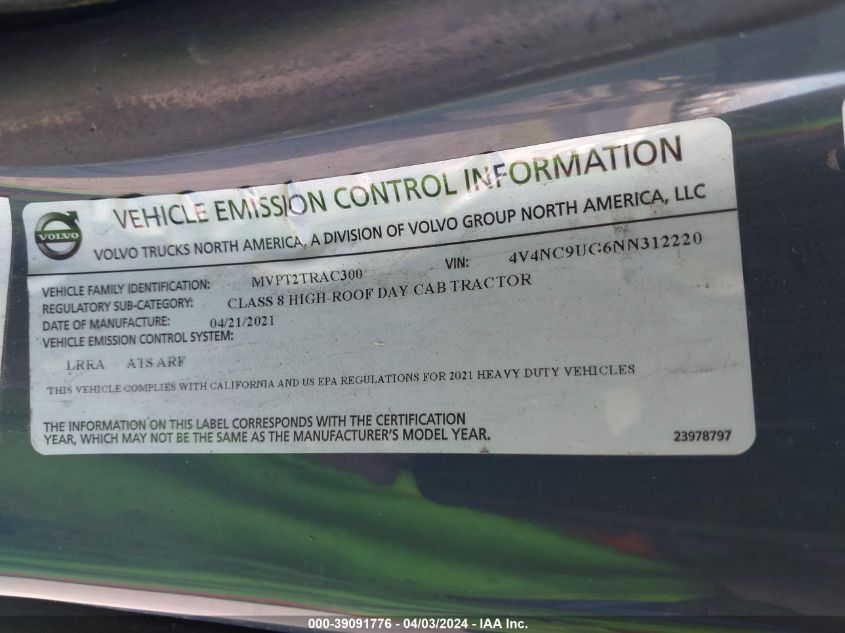 VEHICLE EMISSION CONTROL INFORMATION
VOLVO
VOLVO TRUCKS NORTH AMERICA, A DIVISION OF VOLVO GROUP NORTH AMERICA, LLC
VEHICLE FAMILY IDENTIFICATION: MVPT2TRAC300 VIN: 4V4NC9UG6NN312220
REGULATORY SUB-CATEGORY: CLASS 8 HIGH-ROOF DAY CAB TRACTOR
DATE OF MANUFACTURE: 04/21/2021
VEHICLE EMISSION CONTROL SYSTEM:
LRRA ATS ARF
THIS VEHICLE COMPLIES WITH CALIFORNIA AND US EPA REGULATIONS FOR 2021 HEAVY DUTY VEHICLES
THE INFORMATION ON THIS LABEL CORRESPONDS WITH THE CERTIFICATION
YEAR, WHICH MAY NOT BE THE SAME AS THE MANUFACTURER'S MODEL YEAR.
23978797
000-39091776 - 04/03/2024 - IAA Inc.